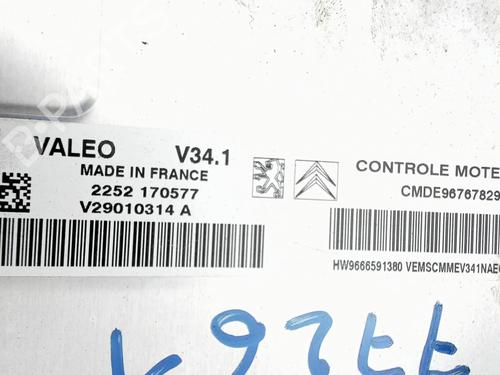 VALEO V34.1
MADE IN FRANCE
2252 170577
V29010314 A
CONTROLE MOTE
CMDE96767829
HW9666591380 VEMSCMMEV341NAE